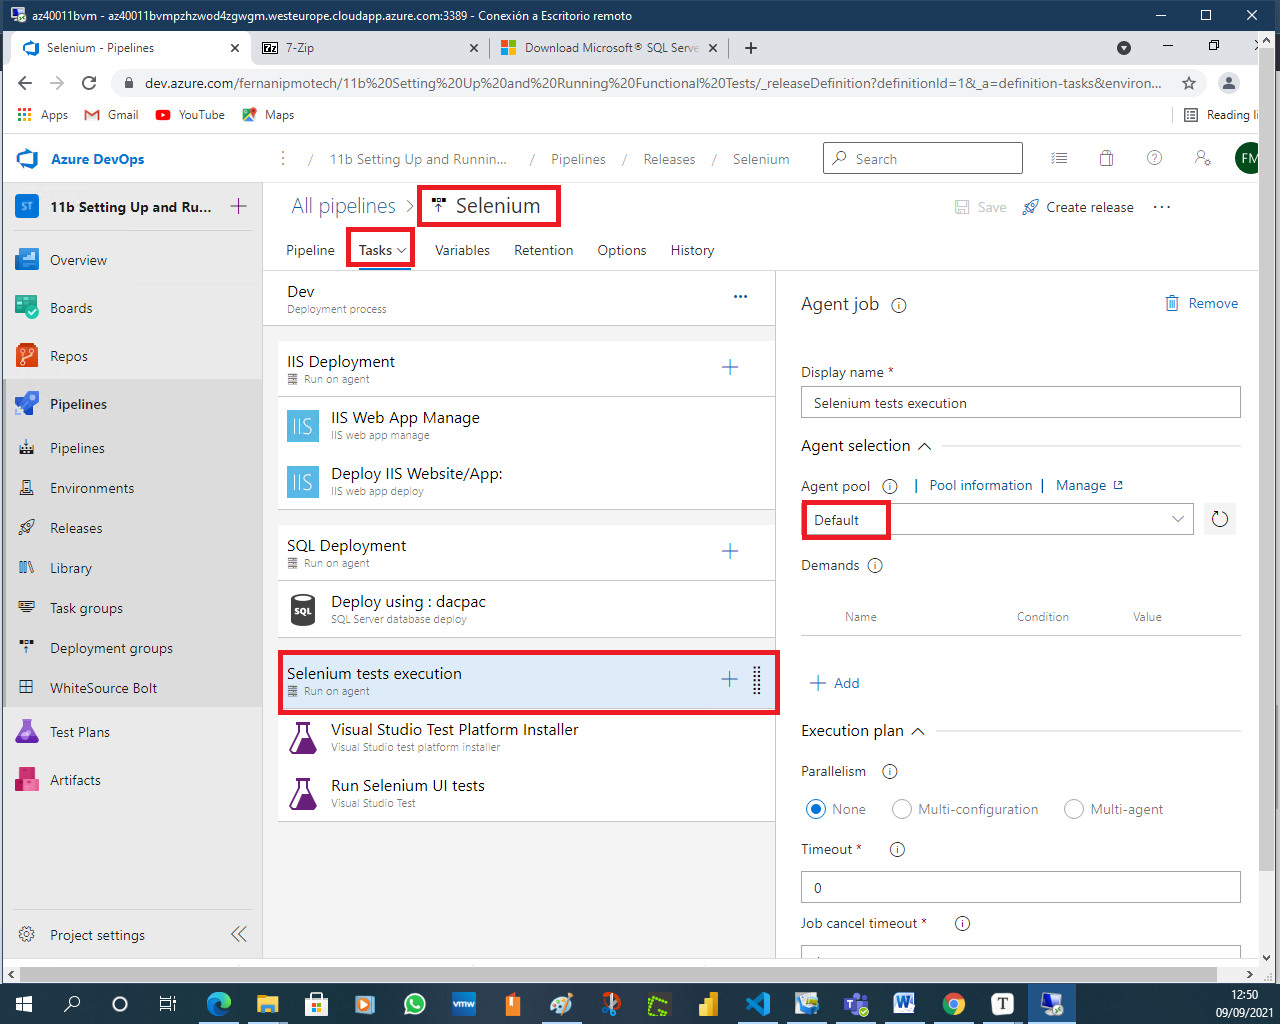 az40011bvm - az40011bvmpzhzwod4zgwgm.westeurope.cloudapp.azure.com:3389 - Conexión a Escritorio remoto
Selenium - Pipelines
7-Zip
Download Microsoft® SQL Serve
dev.azure.com/fernanipmotech/11b%20Setting%20Up%20and%20Running%20Functional%20Tests/_releaseDefinition?definitionId=1&_a=definition-tasks&environ...
Apps
Gmail
YouTube
Maps
Reading li
Azure DevOps
/ 11b Setting Up and Runnin... / Pipelines / Releases / Selenium
Search
FM
ST
11b Setting Up and Ru...
All pipelines > Selenium
Save
Create release
Pipeline
Tasks
Variables
Retention
Options
History
Overview
Boards
Repos
Pipelines
Pipelines
Environments
Releases
Library
Task groups
Deployment groups
WhiteSource Bolt
Test Plans
Artifacts
Project settings
Dev
Deployment process
IIS Deployment
Run on agent
IIS
IIS Web App Manage
IIS web app manage
IIS
Deploy IIS Website/App:
IIS web app deploy
SQL Deployment
Run on agent
SQL
Deploy using : dacpac
SQL Server database deploy
Selenium tests execution
Run on agent
Visual Studio Test Platform Installer
Visual Studio test platform installer
Run Selenium UI tests
Visual Studio Test
Agent job
Remove
Display name *
Selenium tests execution
Agent selection
Agent pool | Pool information | Manage
Default
Demands
Name Condition Value
Add
Execution plan
Parallelism
None
Multi-configuration
Multi-agent
Timeout *
0
Job cancel timeout *
vmw
W
T
12:50
09/09/2021